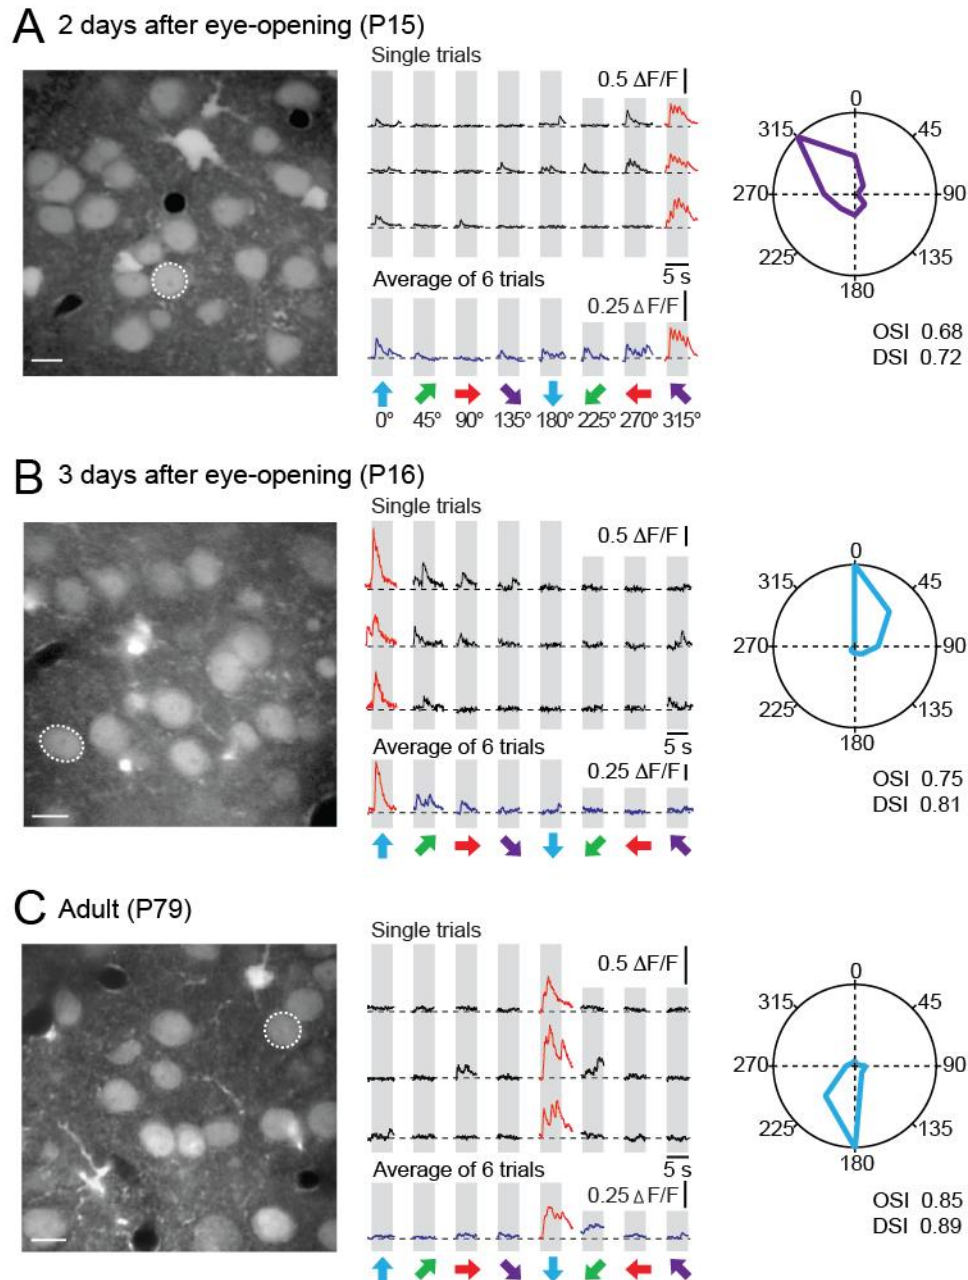 A 2 days after eye-opening (P15)
Single trials
0.5 ΔF/F
5 s
Average of 6 trials
0.25 ΔF/F
0° 45° 90° 135° 180° 225° 270° 315°
0
315 45
270 90
225 135
180
OSI 0.68
DSI 0.72
B 3 days after eye-opening (P16)
Single trials
0.5 ΔF/F
5 s
Average of 6 trials
0.25 ΔF/F
0
315 45
270 90
225 135
180
OSI 0.75
DSI 0.81
C Adult (P79)
Single trials
0.5 ΔF/F
5 s
Average of 6 trials
0.25 ΔF/F
0
315 45
270 90
225 135
180
OSI 0.85
DSI 0.89